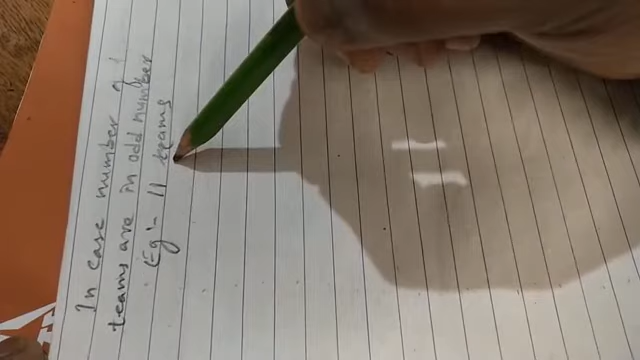 In case number of
teams are in odd number
Eg:- 11 teams